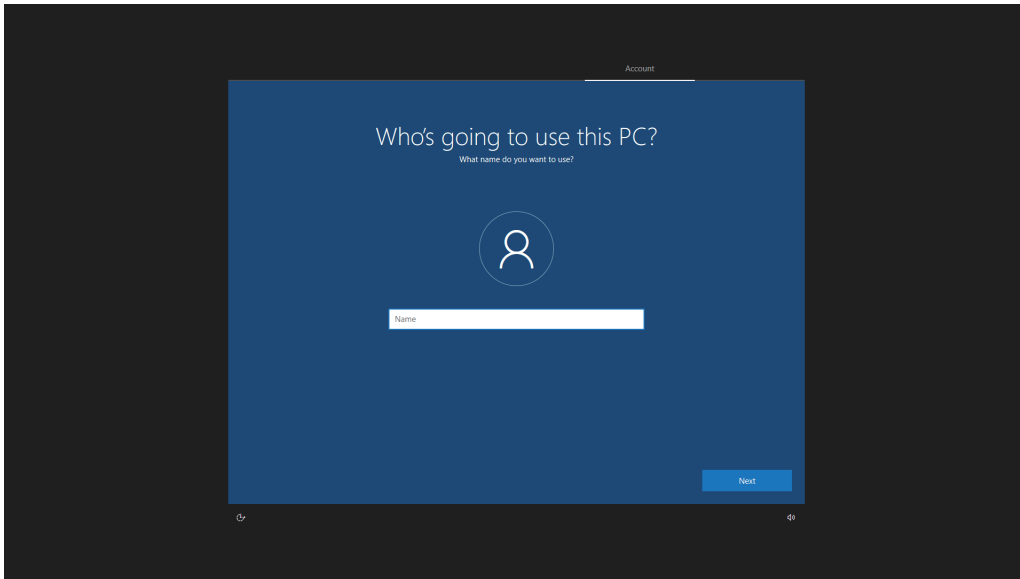 Account
Who's going to use this PC?
What name do you want to use?
Name
Next